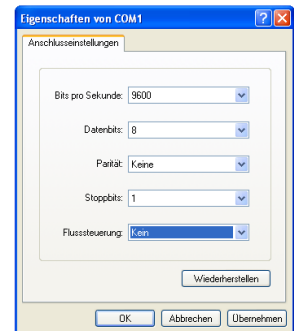 Eigenschaften von COM1
Anschlusseinstellungen
Bits pro Sekunde: 9600
Datenbits: 8
Parität: Keine
Stoppbits: 1
Flusssteuerung: Kein
Wiederherstellen
OK Abbrechen Übernehmen